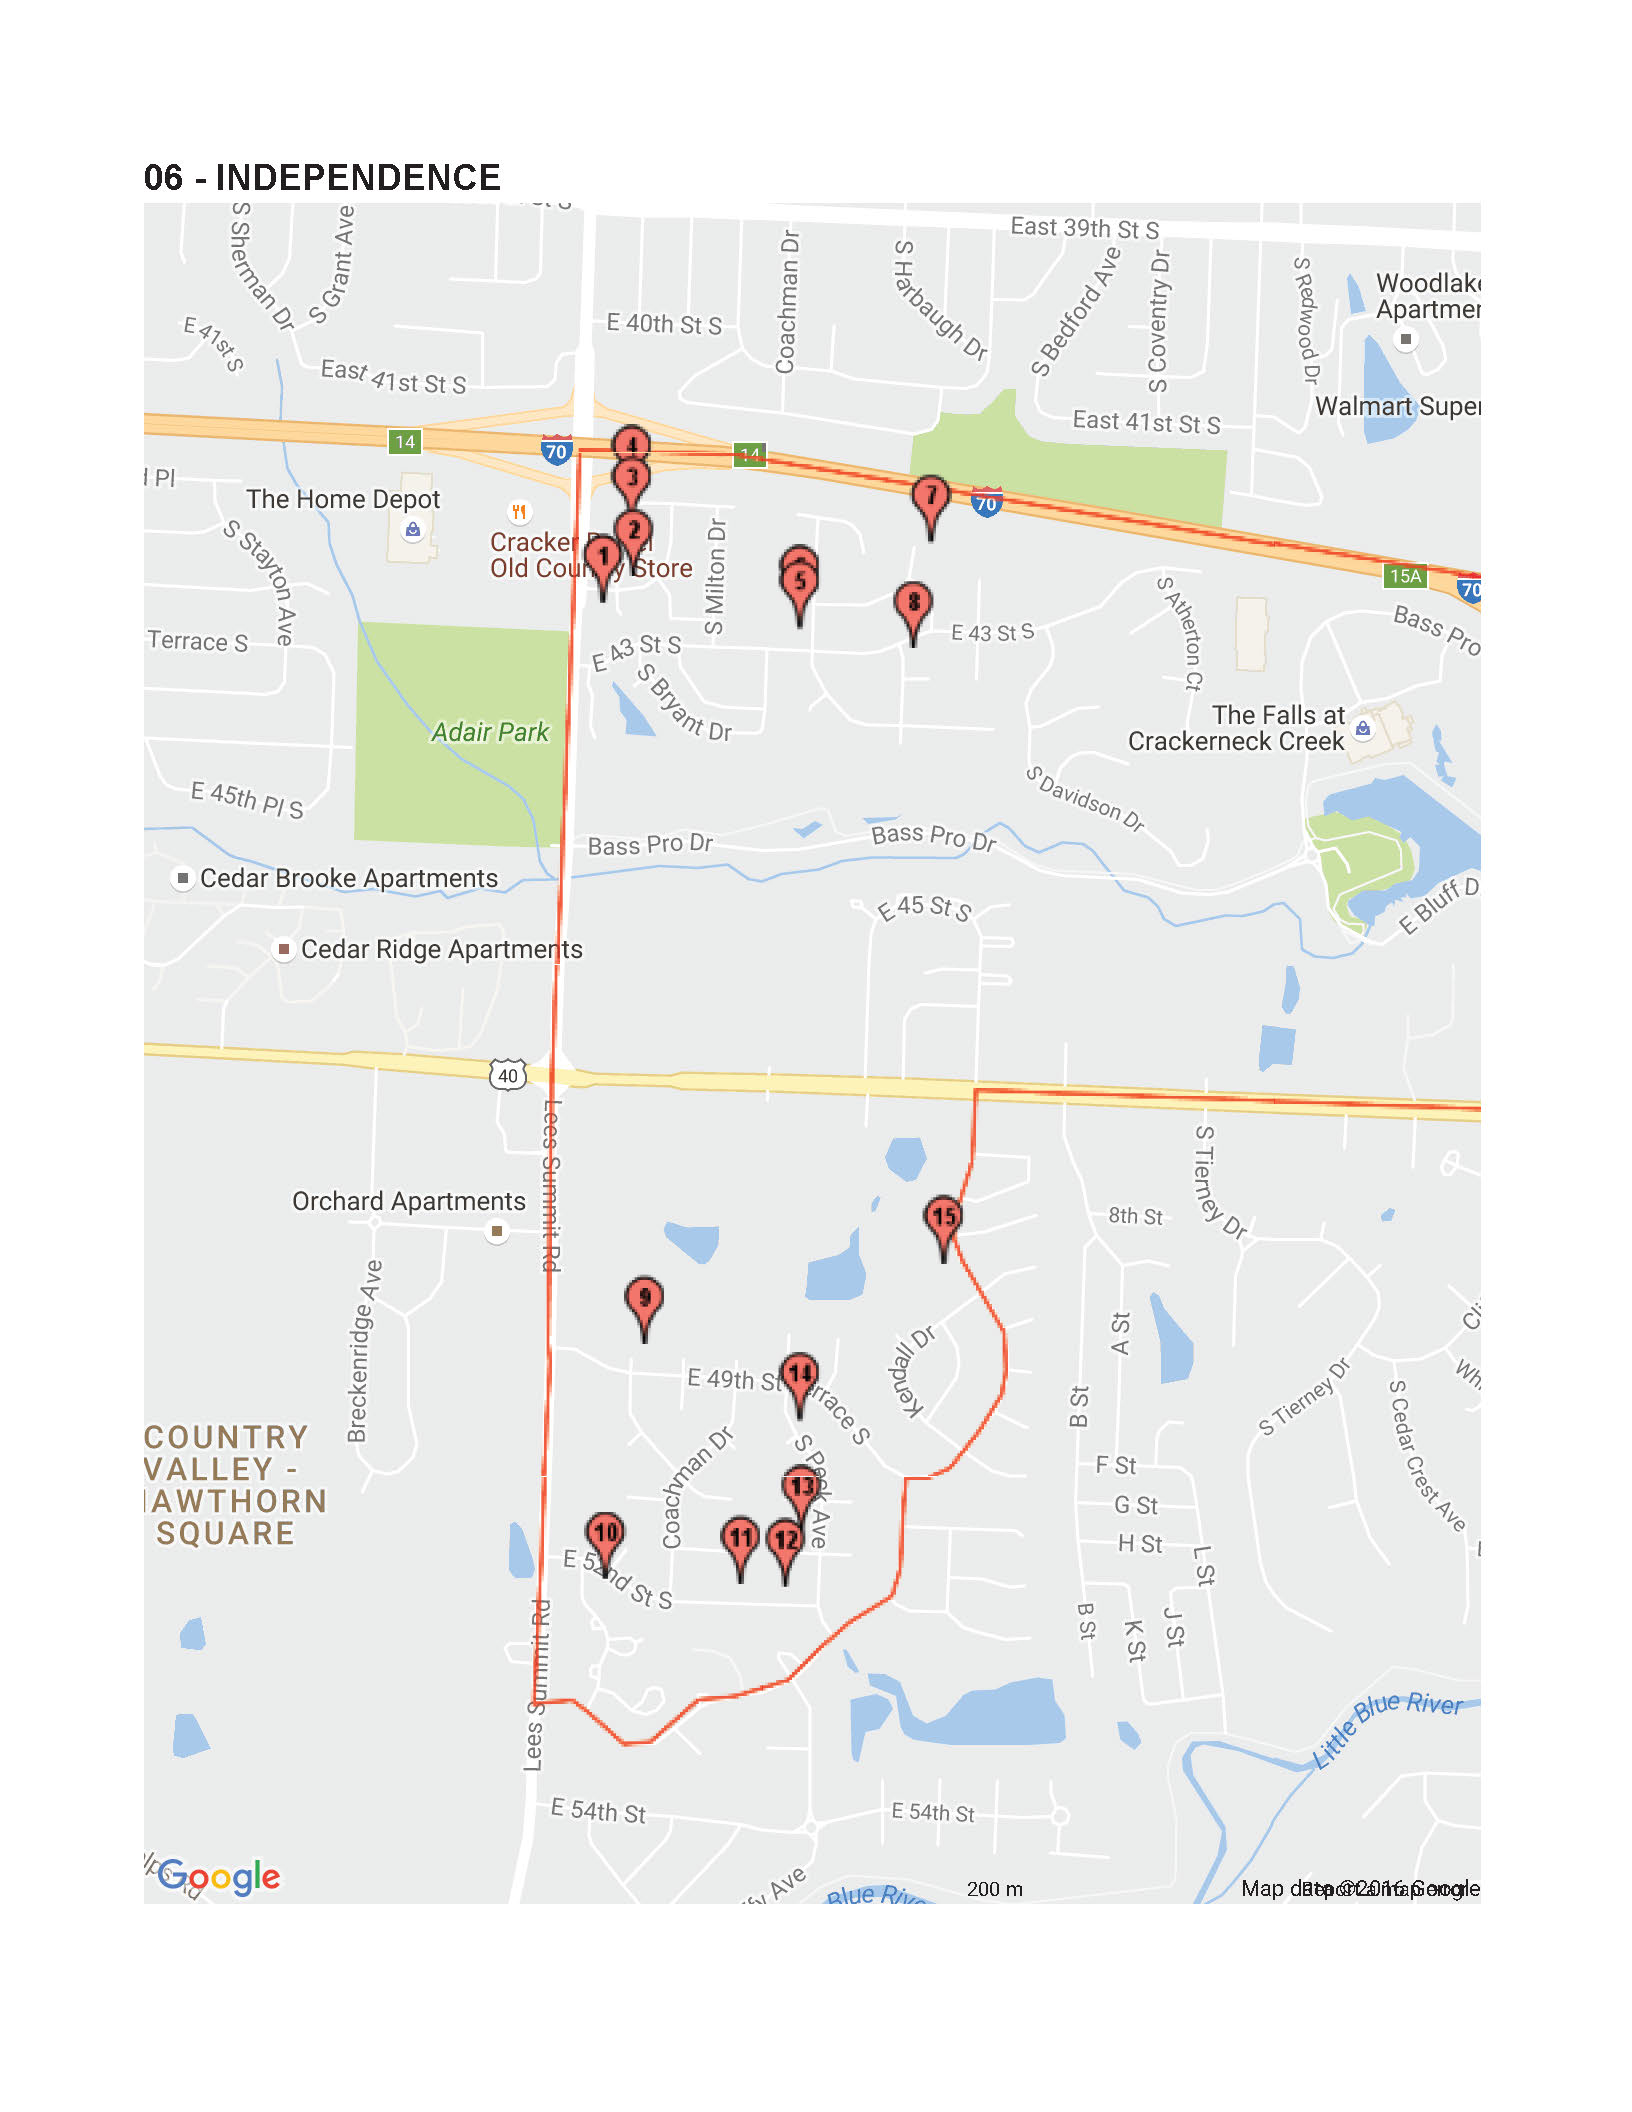 06 - INDEPENDENCE
East 39th St S
S Sherman Dr
S Grant Ave
Coachman Dr
S Harbaugh Dr
S Bedford Ave
S Coventry Dr
S Redwood Dr
Woodlake
E 41st S
E 40th St S
East 41st St S
Walmart Super
East 41st St S
14
70
4
14
3
7
70
The Home Depot
S Stayton Ave
Cracker
Old Country Store
2
1
S Milton Dr
5
8
15A
70
Bass Pro
S Atherton Ct
Terrace S
E 43 St S
E 43 St S
S Bryant Dr
Adair Park
The Falls at
Crackerneck Creek
E 45th Pl S
S Davidson Dr
Bass Pro Dr
Bass Pro Dr
Cedar Brooke Apartments
E 45 St S
E Bluff D
Cedar Ridge Apartments
40
Lees Summit Rd
S Tierney Dr
Orchard Apartments
15
8th St
Breckenridge Ave
9
A St
Kendall Dr
E 49th St
14
Terrace S
B St
S Tierney Dr
S Cedar Crest Ave
COUNTRY
VALLEY -
HAWTHORN
SQUARE
Coachman Dr
S Peck Ave
13
F St
G St
H St
L St
10
11
12
E 52nd St S
Lees Summit Rd
B St
K St
J St
Little Blue River
Lees Summit Rd
E 54th St
E 54th St
Google
Blue River
200 m
Map data ©2016 Google